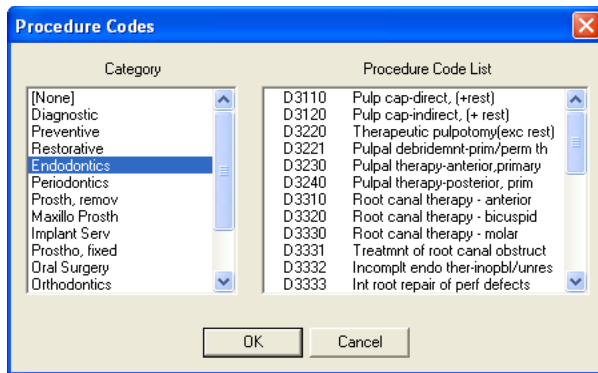 Procedure Codes
Category
[None]
Diagnostic
Preventive
Restorative
Endodontics
Periodontics
Prosth, remov
Maxillo Prosth
Implant Serv
Prostho, fixed
Oral Surgery
Orthodontics
Procedure Code List
D3110 Pulp cap-direct, (+rest)
D3120 Pulp cap-indirect, (+ rest)
D3220 Therapeutic pulpotomy(exc rest)
D3221 Pulpal debridemnt-prim/perm th
D3230 Pulpal therapy-anterior,primary
D3240 Pulpal therapy-posterior, prim
D3310 Root canal therapy - anterior
D3320 Root canal therapy - bicuspid
D3330 Root canal therapy - molar
D3331 Treatmnt of root canal obstruct
D3332 Incomplt endo ther-inopbl/unres
D3333 Int root repair of perf defects
OK Cancel